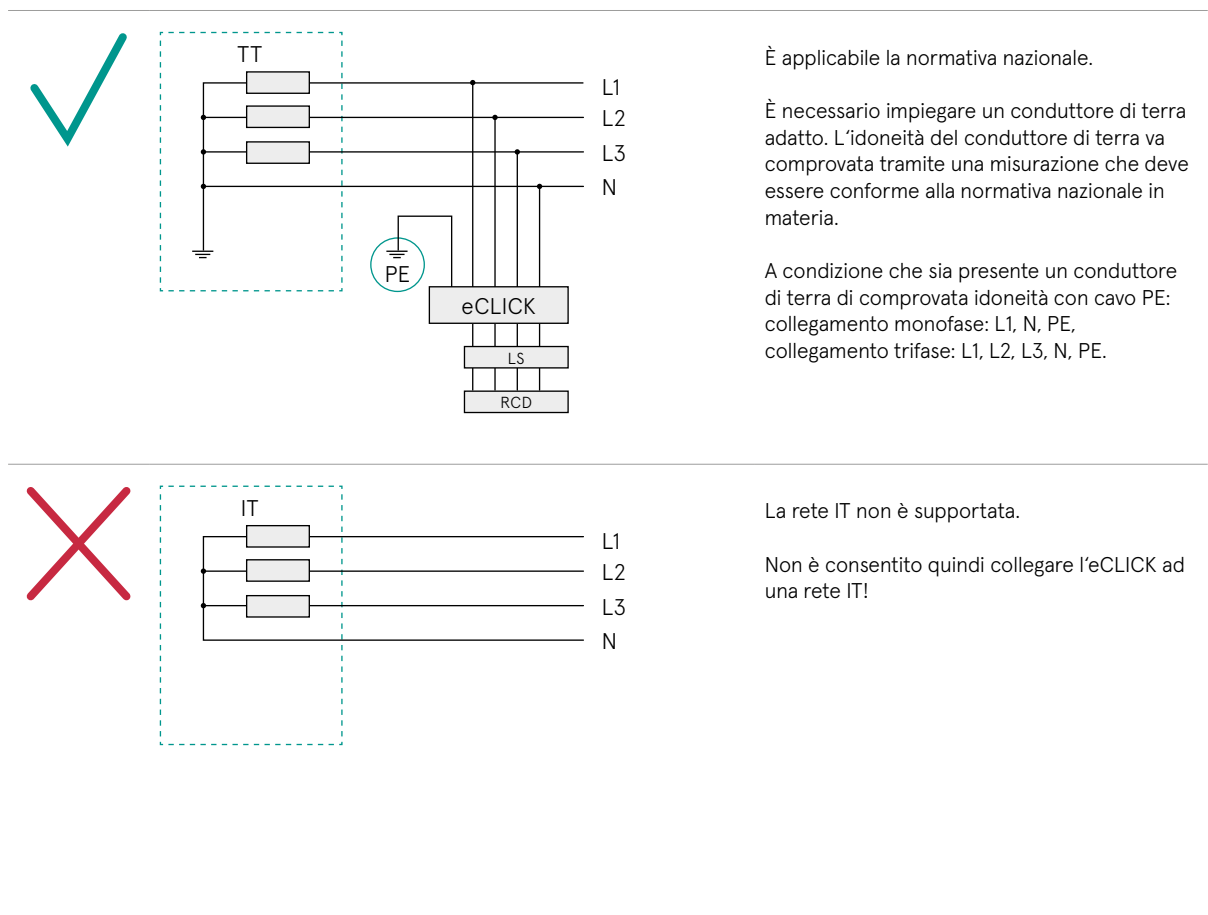 TT
L1
L2
L3
N
PE
eCLICK
LS
RCD
È applicabile la normativa nazionale.
È necessario impiegare un conduttore di terra
adatto. L‘idoneità del conduttore di terra va
comprovata tramite una misurazione che deve
essere conforme alla normativa nazionale in
materia.
A condizione che sia presente un conduttore
di terra di comprovata idoneità con cavo PE:
collegamento monofase: L1, N, PE,
collegamento trifase: L1, L2, L3, N, PE.
IT
L1
L2
L3
N
La rete IT non è supportata.
Non è consentito quindi collegare l‘eCLICK ad
una rete IT!